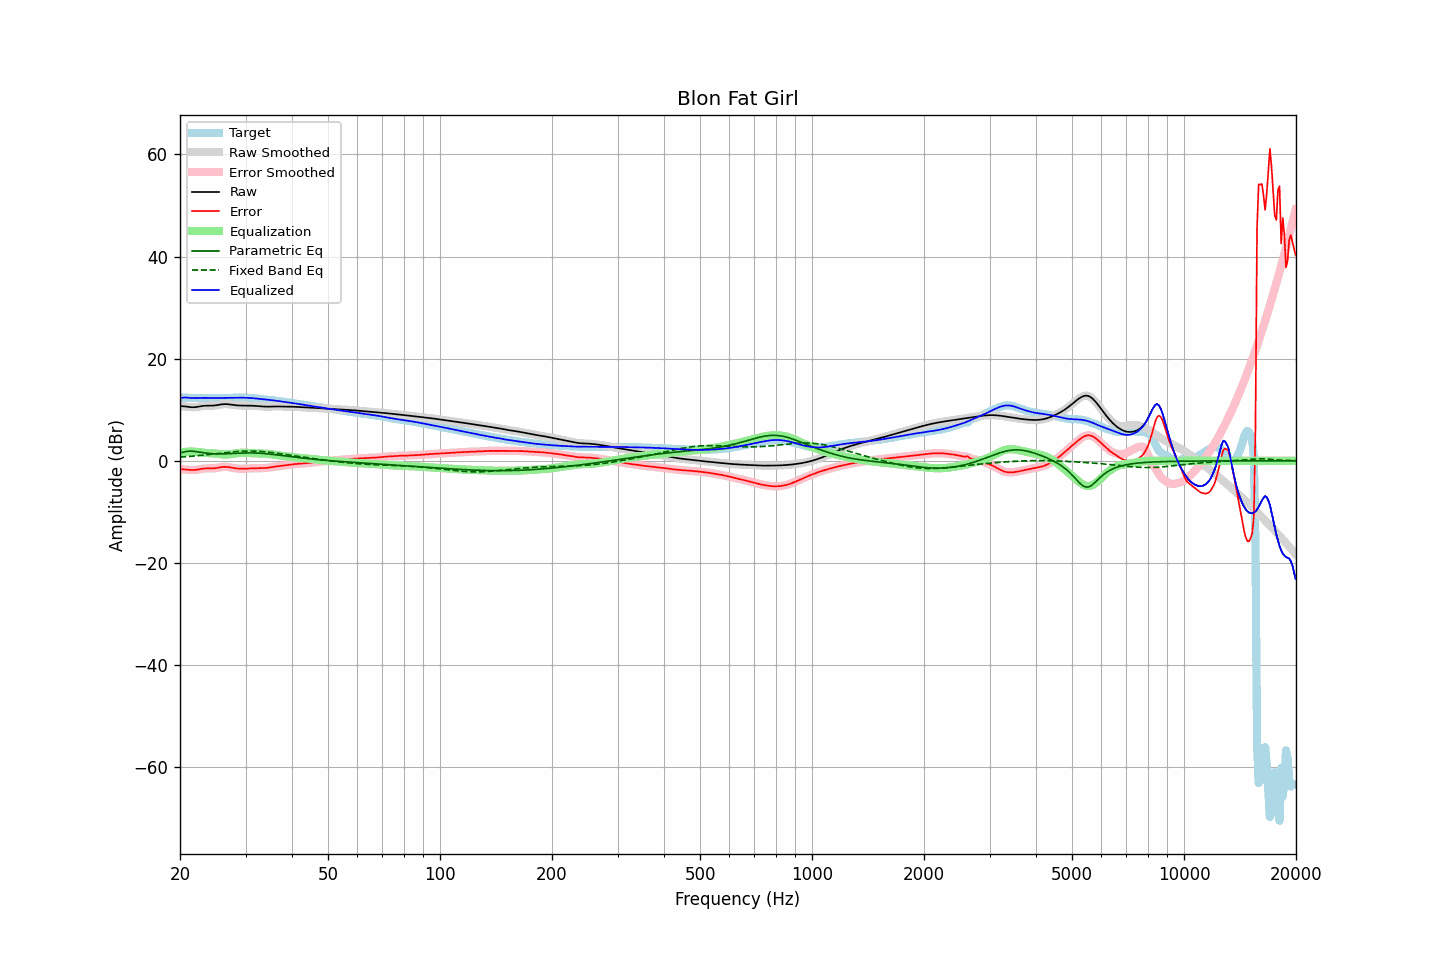 Blon Fat Girl
Target
Raw Smoothed
Error Smoothed
Raw
Error
Equalization
Parametric Eq
Fixed Band Eq
Equalized
60
40
20
0
−20
−40
−60
Amplitude (dBr)
20 50 100 200 500 1000 2000 5000 10000 20000
Frequency (Hz)